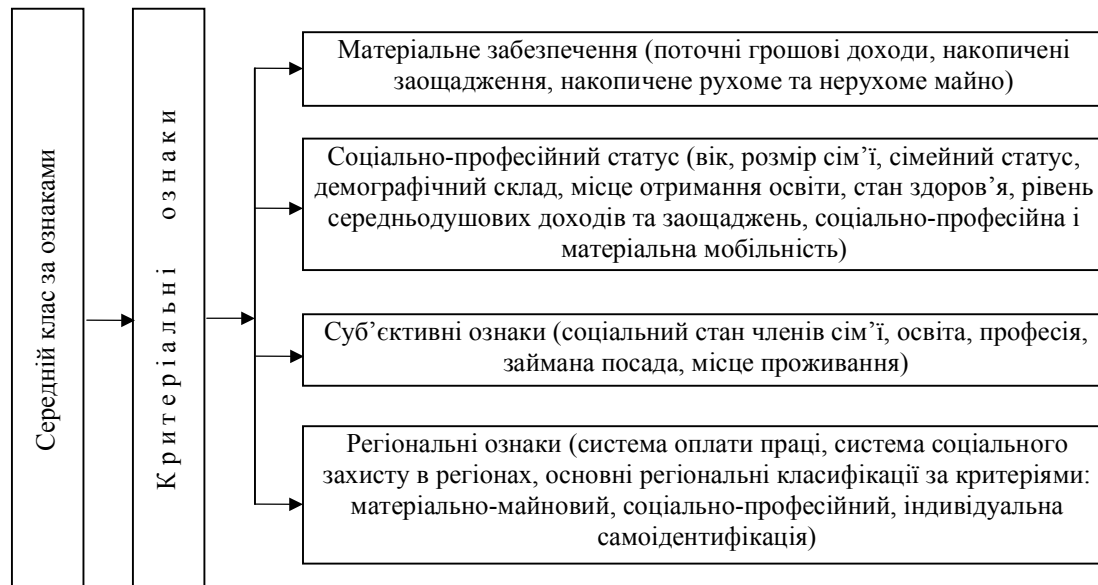 Середній клас за ознаками
Критеріальні ознаки
Матеріальне забезпечення (поточні грошові доходи, накопичені
заощадження, накопичене рухоме та нерухоме майно)
Соціально-професійний статус (вік, розмір сім’ї, сімейний статус,
демографічний склад, місце отримання освіти, стан здоров’я, рівень
середньодушових доходів та заощаджень, соціально-професійна і
матеріальна мобільність)
Суб’єктивні ознаки (соціальний стан членів сім’ї, освіта, професія,
займана посада, місце проживання)
Регіональні ознаки (система оплати праці, система соціального
захисту в регіонах, основні регіональні класифікації за критеріями:
матеріально-майновий, соціально-професійний, індивідуальна
самоідентифікація)